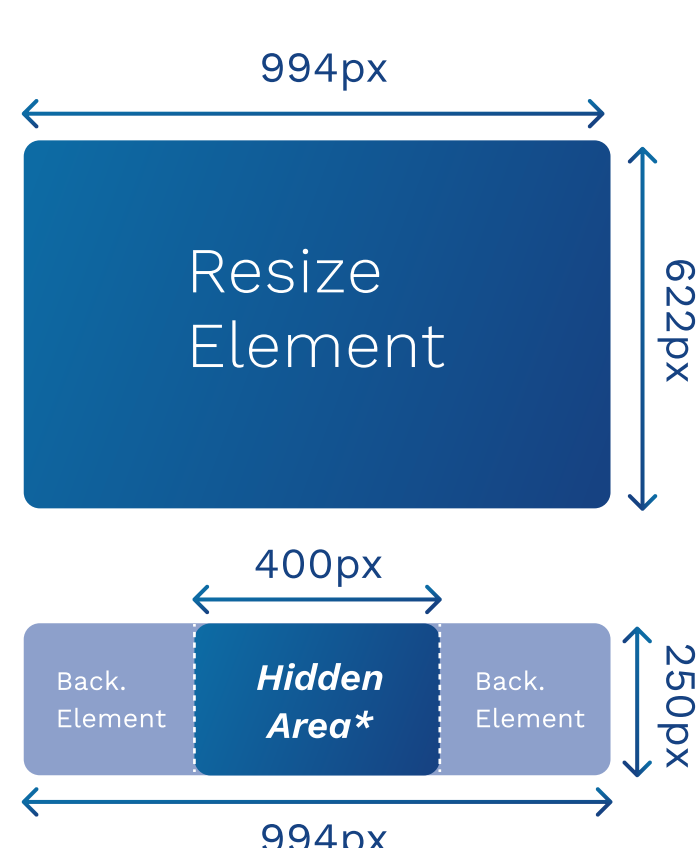 994px
Resize
Element
622px
400px
Back.
Element
Hidden
Area*
Back.
Element
250px
994px